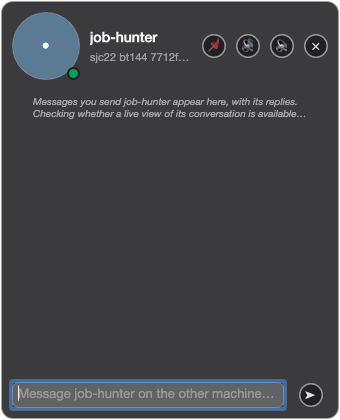 job-hunter
sjc22 bt144 7712f…
Messages you send job-hunter appear here, with its replies.
Checking whether a live view of its conversation is available…
Message job-hunter on the other machine…